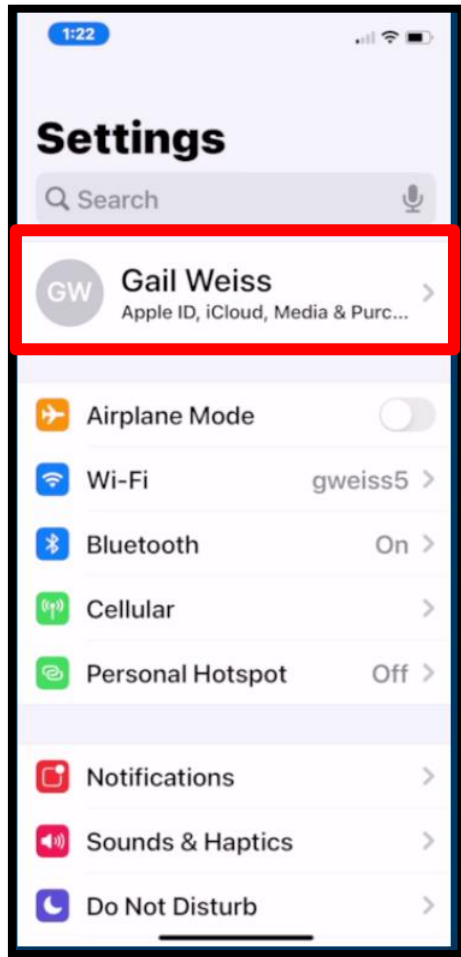 1:22
Settings
Search
GW
Gail Weiss
Apple ID, iCloud, Media & Purc...
Airplane Mode
Wi-Fi gweiss5
Bluetooth On
Cellular
Personal Hotspot Off
Notifications
Sounds & Haptics
Do Not Disturb